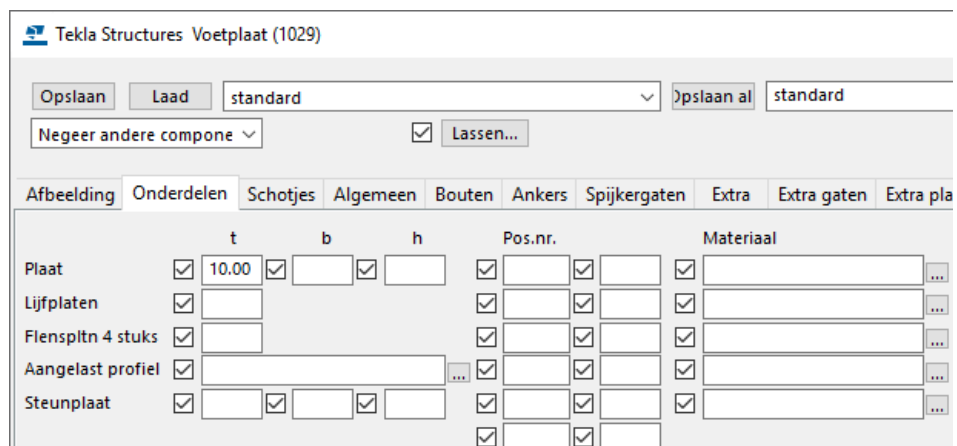 Tekla Structures Voetplaat (1029)
Opslaan Laad standard Opslaan al standard
Negeer andere compone Lassen...
Afbeelding Onderdelen Schotjes Algemeen Bouten Ankers Spijkergaten Extra Extra gaten Extra pla
t b h Pos.nr. Materiaal
Plaat 10.00 ...
Lijfplaten ...
Flenspltn 4 stuks ...
Aangelast profiel ... ...
Steunplaat ...